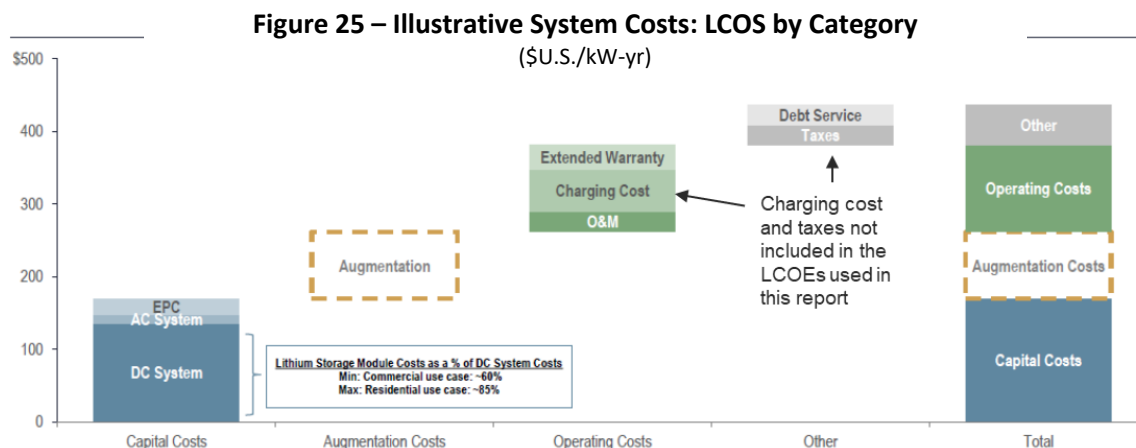 Figure 25 – Illustrative System Costs: LCOS by Category
($U.S./kW-yr)
$500
400
300
200
100
0
EPC
AC System
DC System
Lithium Storage Module Costs as a % of DC System Costs
Min: Commercial use case: ~60%
Max: Residential use case: ~85%
Augmentation
Extended Warranty
Charging Cost
O&M
Debt Service
Taxes
Charging cost
and taxes not
included in the
LCOEs used in
this report
Other
Operating Costs
Augmentation Costs
Capital Costs
Capital Costs
Augmentation Costs
Operating Costs
Other
Total